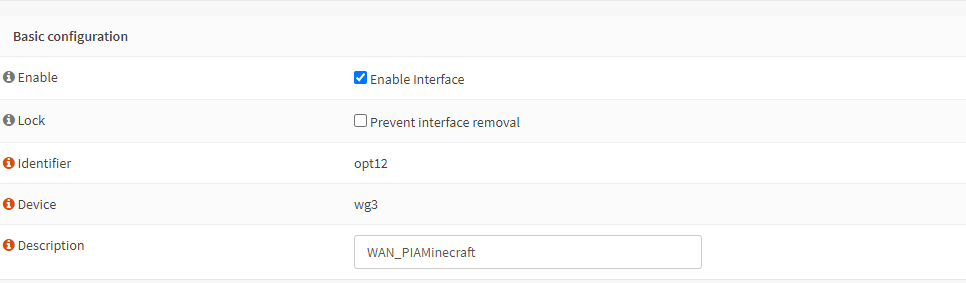 Basic configuration
Enable Enable Interface
Lock Prevent interface removal
Identifier opt12
Device wg3
Description WAN_PIAMinecraft